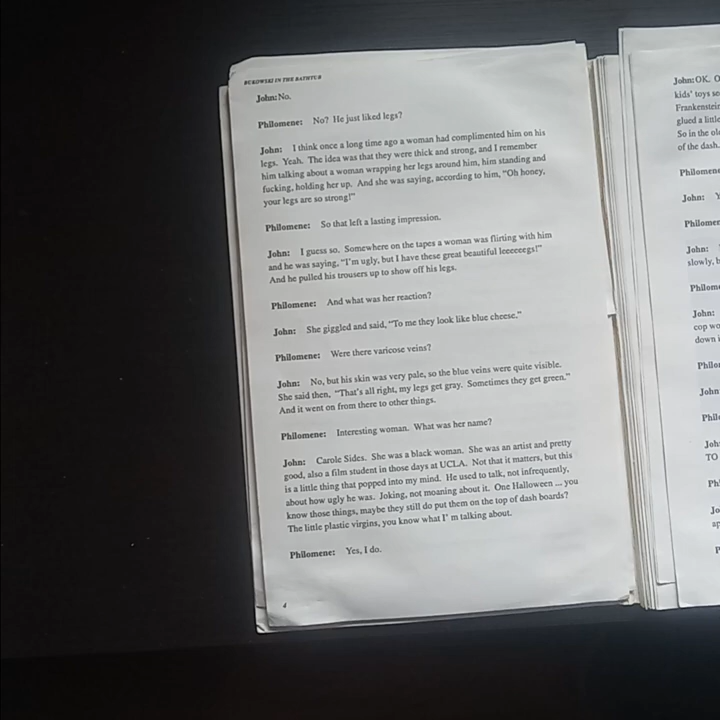 BUKOWSKI IN THE BATHTUB
John: No.
Philomene: No? He just liked legs?
John: I think once a long time ago a woman had complimented him on his
legs. Yeah. The idea was that they were thick and strong, and I remember
him talking about a woman wrapping her legs around him, him standing and
fucking, holding her up. And she was saying, according to him, "Oh honey,
your legs are so strong!"
Philomene: So that left a lasting impression.
John: I guess so. Somewhere on the tapes a woman was flirting with him
and he was saying, "I'm ugly, but I have these great beautiful leeeeegs!"
And he pulled his trousers up to show off his legs.
Philomene: And what was her reaction?
John: She giggled and said, "To me they look like blue cheese."
Philomene: Were there varicose veins?
John: No, but his skin was very pale, so the blue veins were quite visible.
She said then, "That's all right, my legs get gray. Sometimes they get green."
And it went on from there to other things.
Philomene: Interesting woman. What was her name?
John: Carole Sides. She was a black woman. She was an artist and pretty
good, also a film student in those days at UCLA. Not that it matters, but this
is a little thing that popped into my mind. He used to talk, not infrequently,
about how ugly he was. Joking, not moaning about it. One Halloween ... you
know those things, maybe they still do put them on the top of dash boards?
The little plastic virgins, you know what I' m talking about.
Philomene: Yes, I do.
4
John: OK. O
kids' toys so
Frankenstein
glued a little
So in the ol
of the dash.
Philomene
John: Y
Philomen
John:
slowly, b
Philom
John:
cop wo
down i
Philo
John
Phil
Joh
TO
Ph
Jo
ap
P